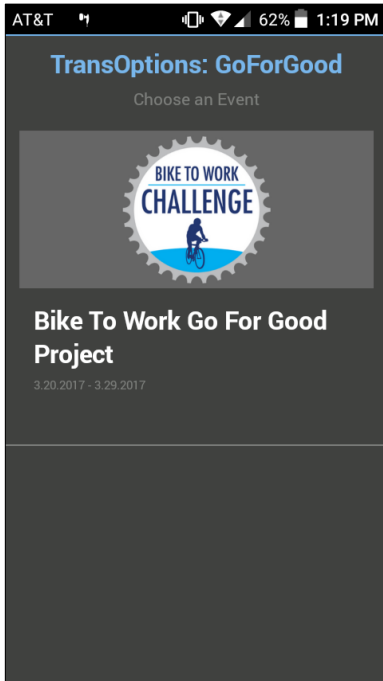 AT&T 62% 1:19 PM
TransOptions: GoForGood
Choose an Event
BIKE TO WORK
CHALLENGE
Bike To Work Go For Good
Project
3.20.2017 - 3.29.2017